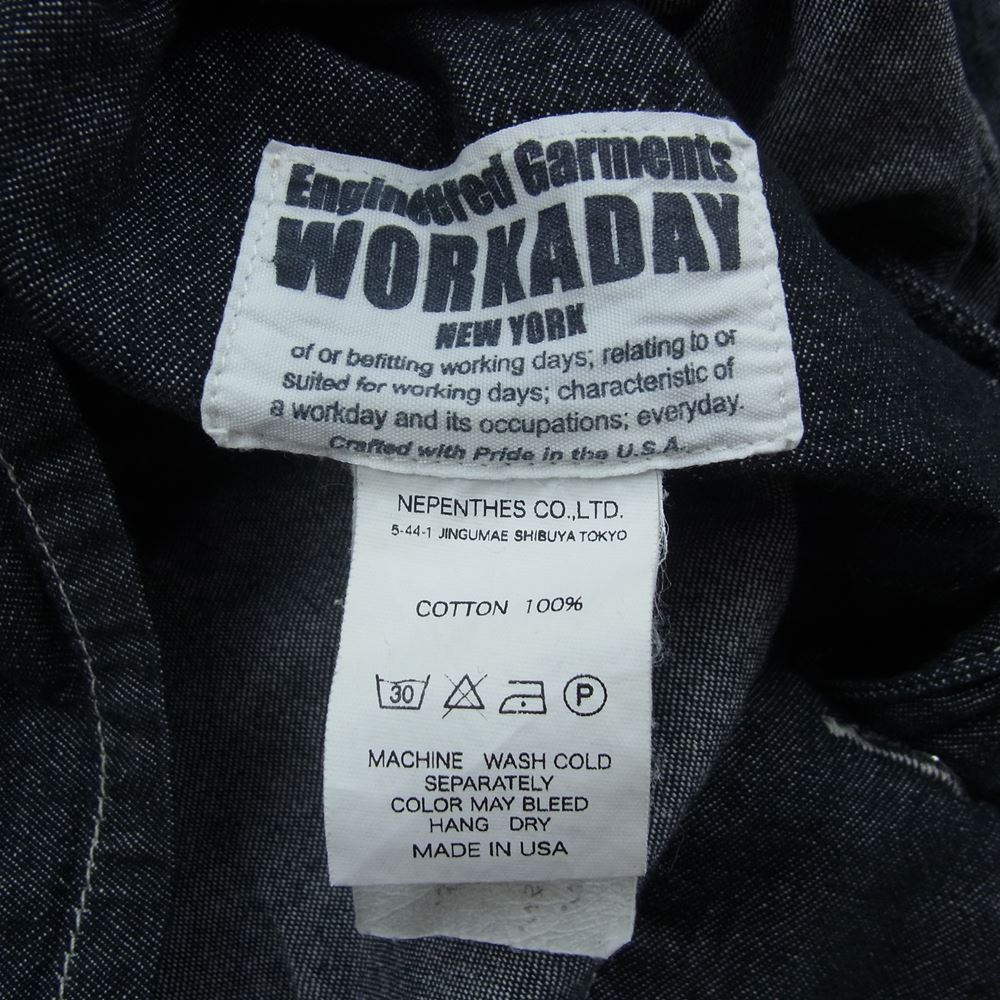 Engineered Garments
WORKADAY
NEW YORK
of or befitting working days; relating to or
suited for working days; characteristic of
a workday and its occupations; everyday.
Crafted with Pride in the U.S.A.
NEPENTHES CO.,LTD.
5-44-1 JINGUMAE SHIBUYA TOKYO
COTTON 100%
30 P
MACHINE WASH COLD
SEPARATELY
COLOR MAY BLEED
HANG DRY
MADE IN USA